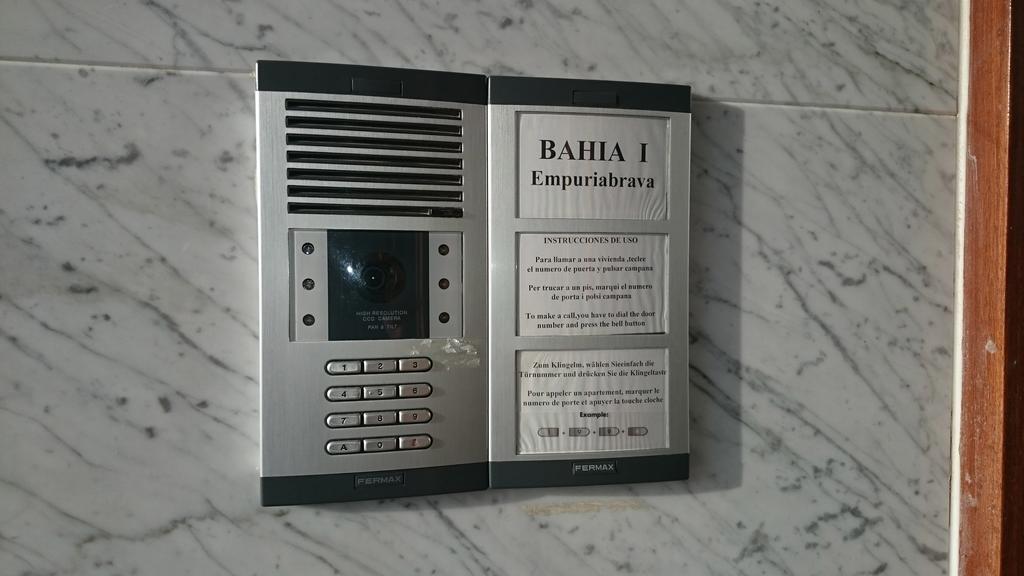 HIGH RESOLUTION
CCD CAMERA
PAN & TILT
1 2 3
4 5 6
7 8 9
A 0
FERMAX
BAHIA I
Empuriabrava
INSTRUCCIONES DE USO
Para llamar a una vivienda ,teclee
el numero de puerta y pulsar campana
Per trucar a un pis, marqui el numero
de porta i polsi campana
To make a call,you have to dial the door
number and press the bell button
Zum Klingelm, wählen Sieeinfach die
Türnummer und drücken Sie die Klingeltaste
Pour appeler un apartement, marquer le
numero de porte et apuyer la touche cloche
Example:
FERMAX